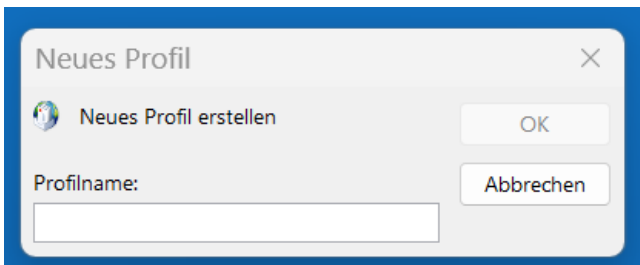 Neues Profil
Neues Profil erstellen
OK
Profilname:
Abbrechen